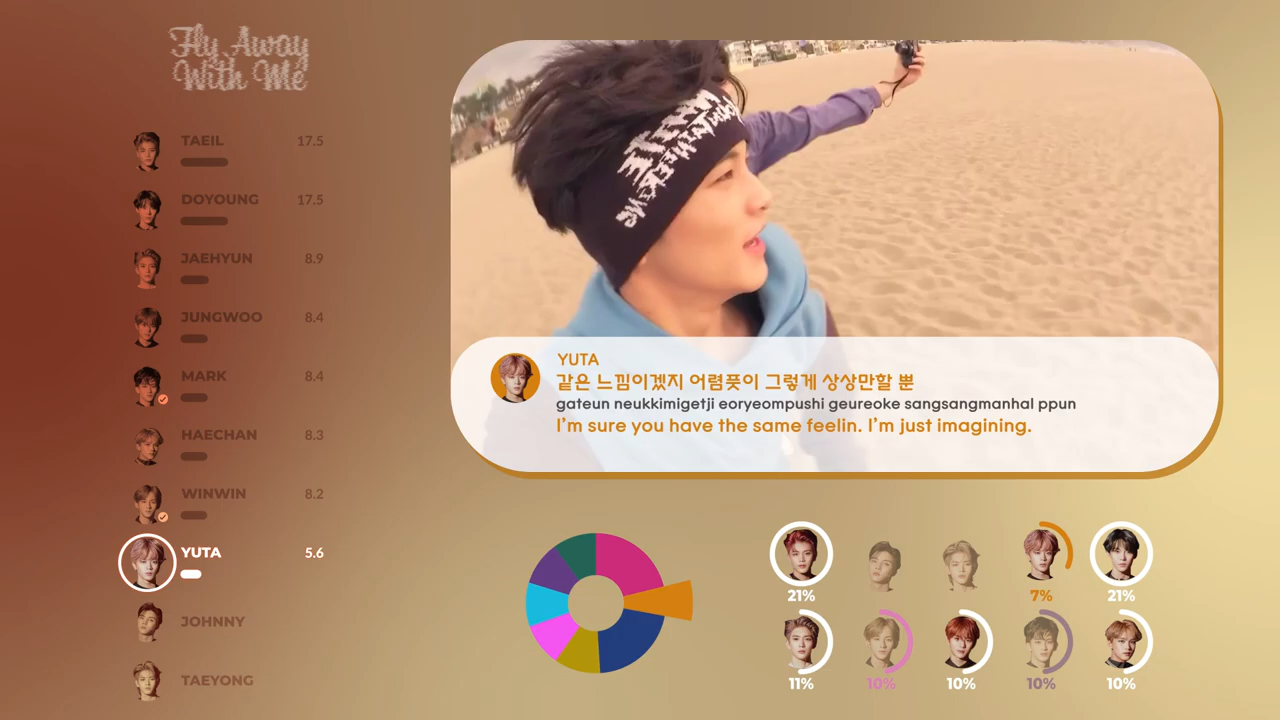 Fly Away
With Me
TAEIL 17.5
DOYOUNG 17.5
JAEHYUN 8.9
JUNGWOO 8.4
MARK 8.4
HAECHAN 8.3
WINWIN 8.2
YUTA 5.6
JOHNNY
TAEYONG
YUTA
같은 느낌이겠지 어렴풋이 그렇게 상상만할 뿐
gateun neukkimigetji eoryeompushi geureoke sangsangmanhal ppun
I'm sure you have the same feelin. I'm just imagining.
21% 7% 21%
11% 10% 10% 10% 10%